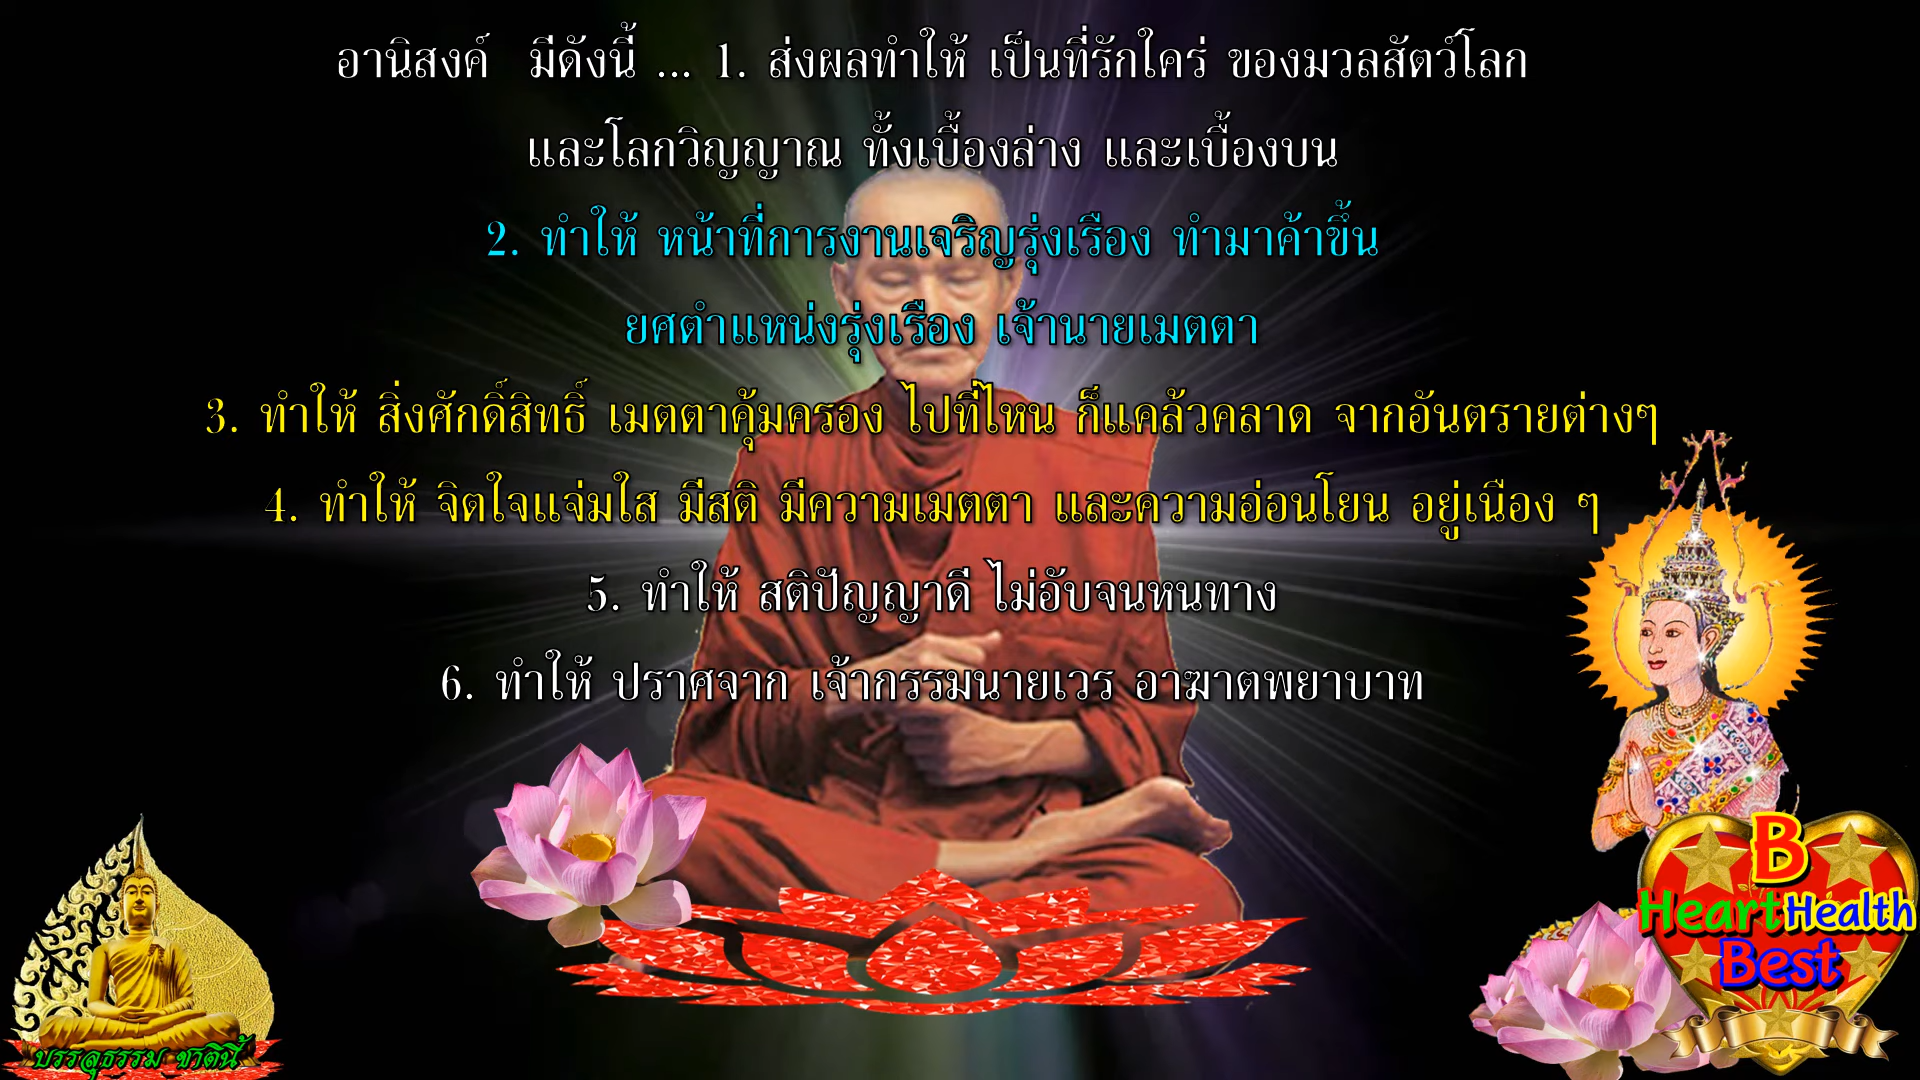 อานิสงค์ มีดังนี้ ... 1. ส่งผลทำให้ เป็นที่รักใคร่ ของมวลสัตว์โลก
และโลกวิญญาณ ทั้งเบื้องล่าง และเบื้องบน
2. ทำให้ หน้าที่การงานเจริญรุ่งเรือง ทำมาค้าขึ้น
ยศตำแหน่งรุ่งเรือง เจ้านายเมตตา
3. ทำให้ สิ่งศักดิ์สิทธิ์ เมตตาคุ้มครอง ไปที่ไหน ก็แคล้วคลาด จากอันตรายต่างๆ
4. ทำให้ จิตใจแจ่มใส มีสติ มีความเมตตา และความอ่อนโยน อยู่เนือง ๆ
5. ทำให้ สติปัญญาดี ไม่อับจนหนทาง
6. ทำให้ ปราศจาก เจ้ากรรมนายเวร อาฆาตพยาบาท
B
Heart Health
Best
บรรลุธรรม ชาตินี้